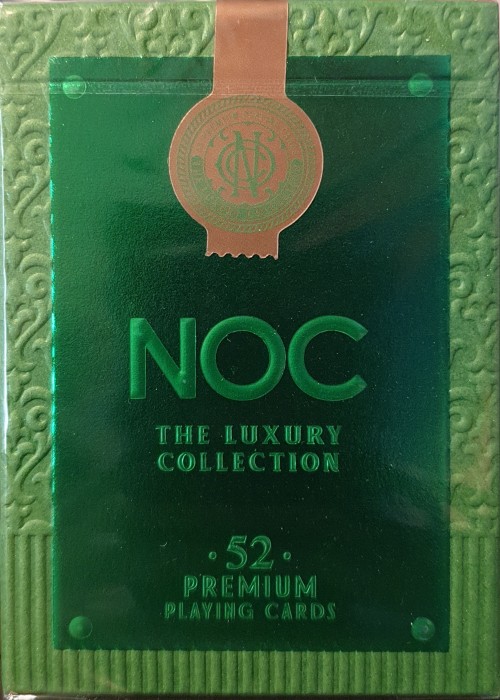 NOC
THE LUXURY
COLLECTION
·52·
PREMIUM
PLAYING CARDS